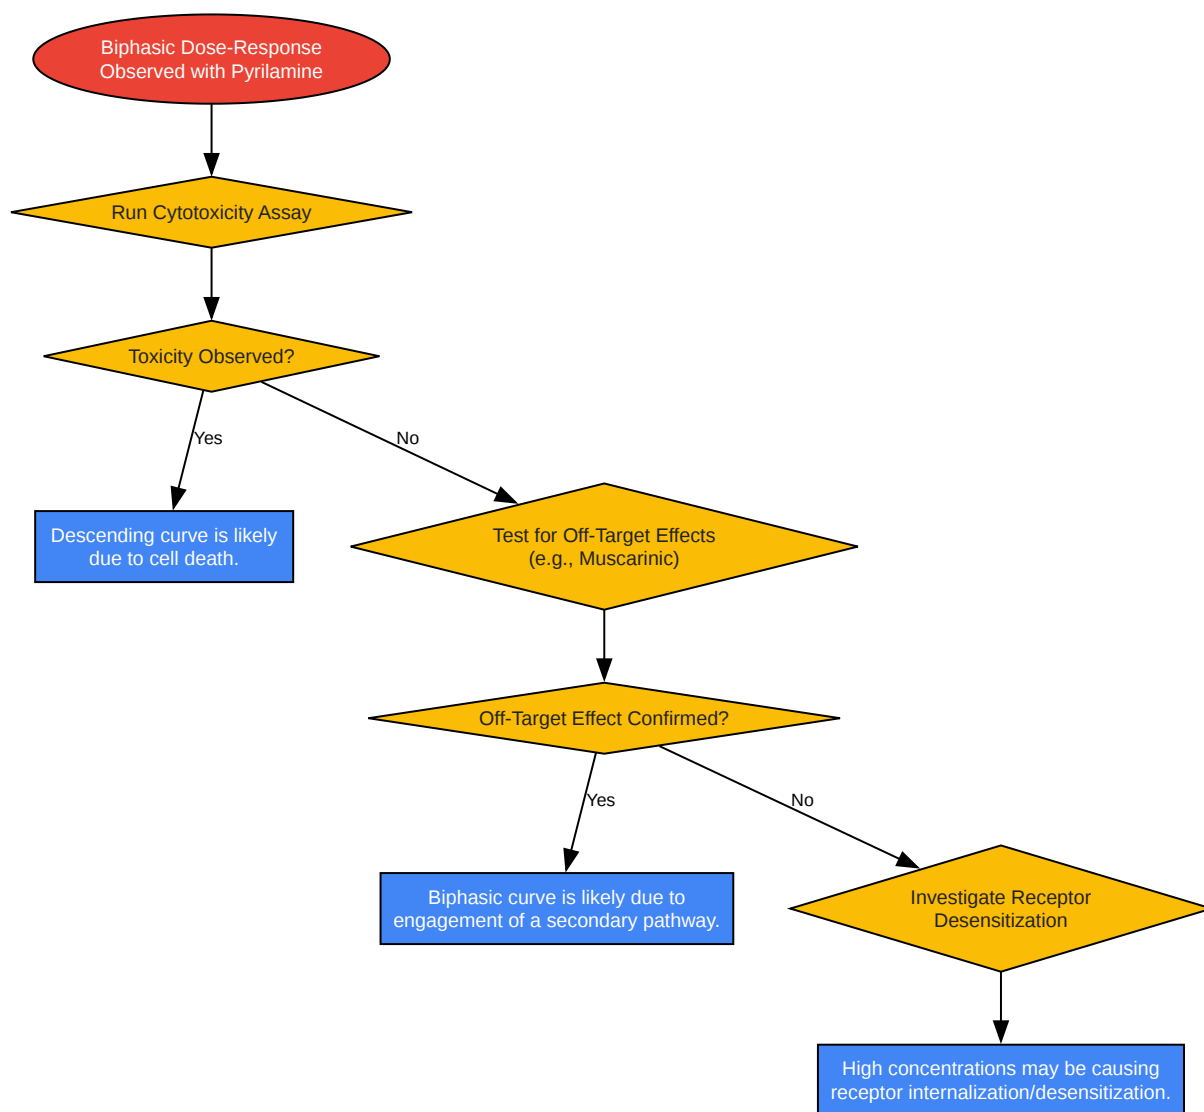 Biphasic Dose-Response
Observed with Pyrilamine
Run Cytotoxicity Assay
Toxicity Observed?
Yes
No
Descending curve is likely
due to cell death.
Test for Off-Target Effects
(e.g., Muscarinic)
Off-Target Effect Confirmed?
Yes
No
Biphasic curve is likely due to
engagement of a secondary pathway.
Investigate Receptor
Desensitization
High concentrations may be causing
receptor internalization/desensitization.